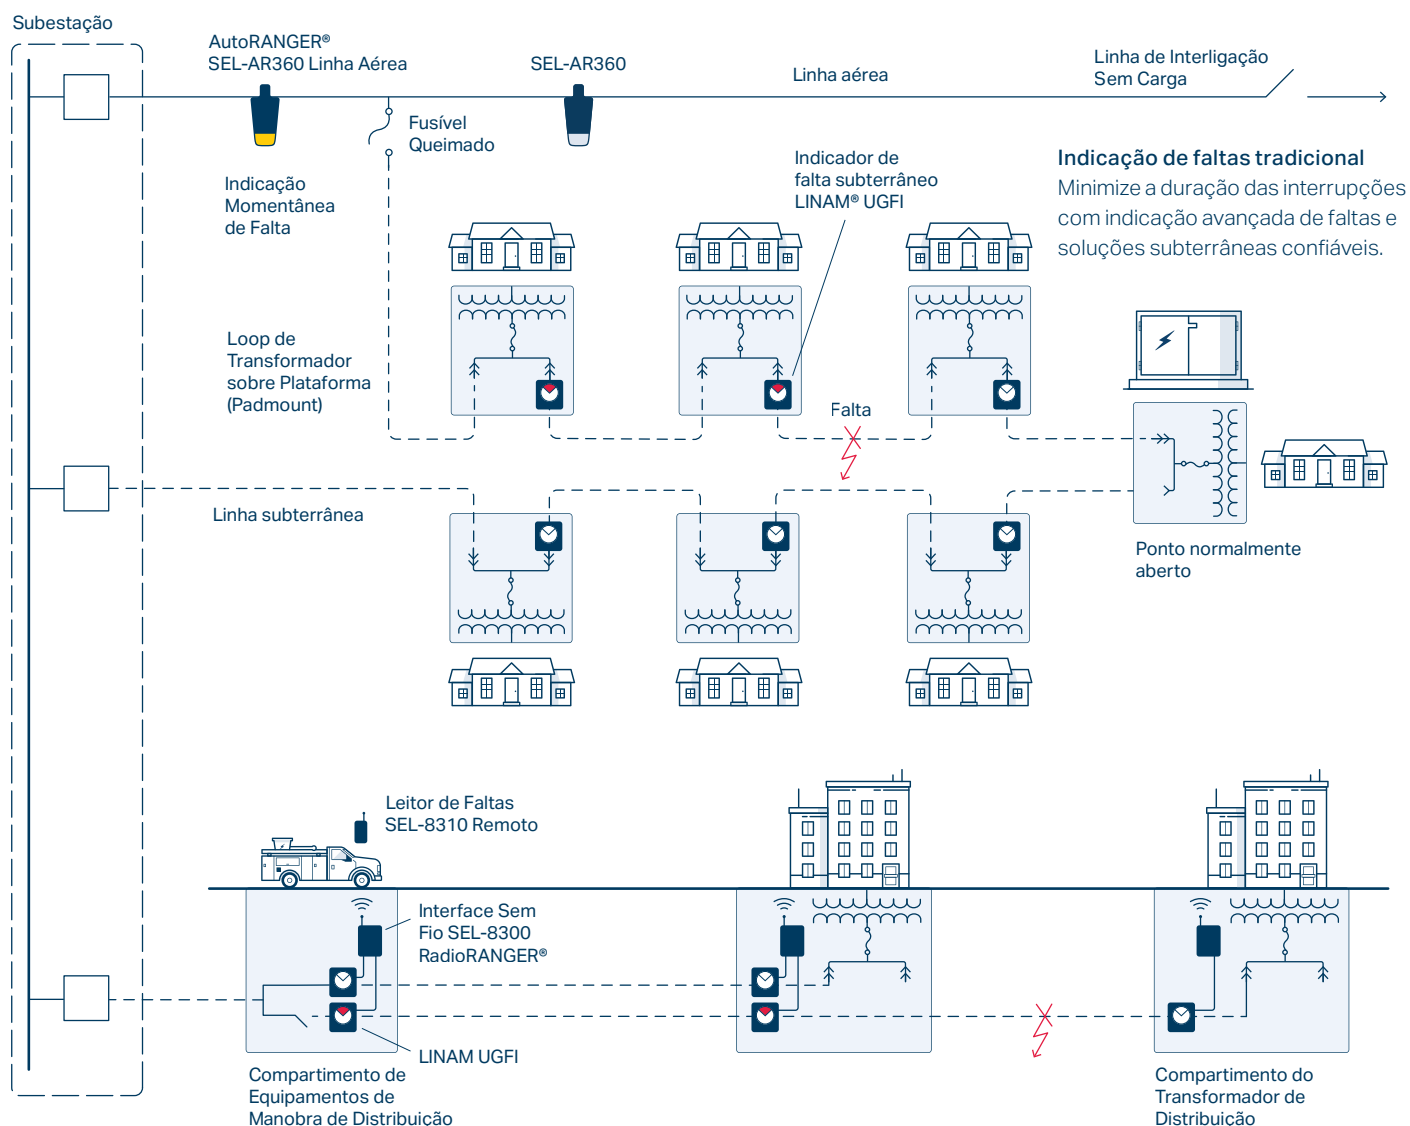 Subestação
AutoRANGER®
SEL-AR360 Linha Aérea
SEL-AR360
Linha aérea
Linha de Interligação
Sem Carga
Fusível
Queimado
Indicação
Momentânea
de Falta
Indicador de
falta subterrâneo
LINAM® UGFI
Indicação de faltas tradicional
Minimize a duração das interrupções
com indicação avançada de faltas e
soluções subterrâneas confiáveis.
Loop de
Transformador
sobre Plataforma
(Padmount)
Falta
Linha subterrânea
Ponto normalmente
aberto
Leitor de Faltas
SEL-8310 Remoto
Interface Sem
Fio SEL-8300
RadioRANGER®
LINAM UGFI
Compartimento de
Equipamentos de
Manobra de Distribuição
Compartimento do
Transformador de
Distribuição